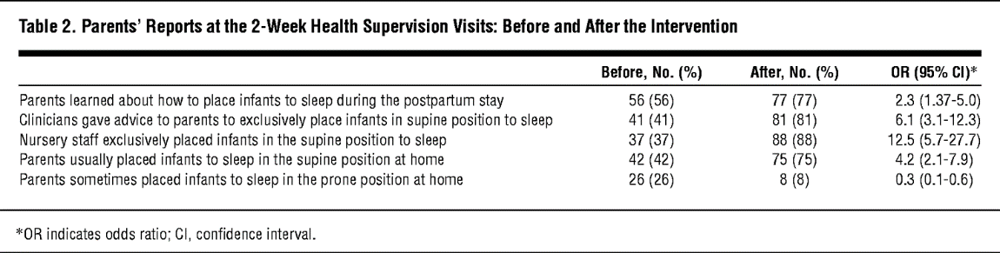 Table 2. Parents' Reports at the 2-Week Health Supervision Visits: Before and After the Intervention
Before, No. (%) After, No. (%) OR (95% CI)*
Parents learned about how to place infants to sleep during the postpartum stay 56 (56) 77 (77) 2.3 (1.37-5.0)
Clinicians gave advice to parents to exclusively place infants in supine position to sleep 41 (41) 81 (81) 6.1 (3.1-12.3)
Nursery staff exclusively placed infants in the supine position to sleep 37 (37) 88 (88) 12.5 (5.7-27.7)
Parents usually placed infants to sleep in the supine position at home 42 (42) 75 (75) 4.2 (2.1-7.9)
Parents sometimes placed infants to sleep in the prone position at home 26 (26) 8 (8) 0.3 (0.1-0.6)
*OR indicates odds ratio; CI, confidence interval.